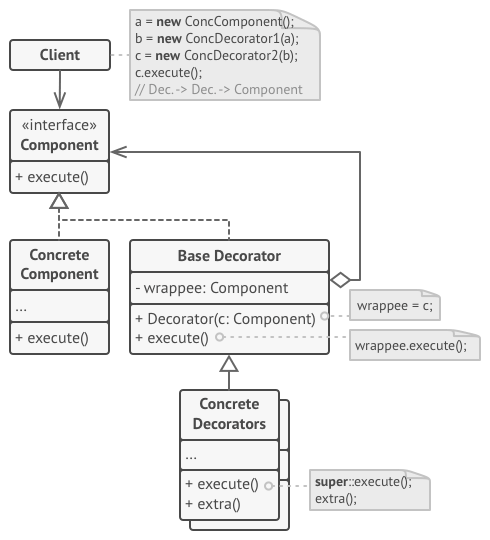 Client
a = new ConcComponent();
b = new ConcDecorator1(a);
c = new ConcDecorator2(b);
c.execute();
// Dec. -> Dec. -> Component
«interface»
Component
+ execute()
Concrete
Component
...
+ execute()
Base Decorator
- wrappee: Component
+ Decorator(c: Component)
+ execute()
wrappee = c;
wrappee.execute();
Concrete
Decorators
...
+ execute()
+ extra()
super::execute();
extra();